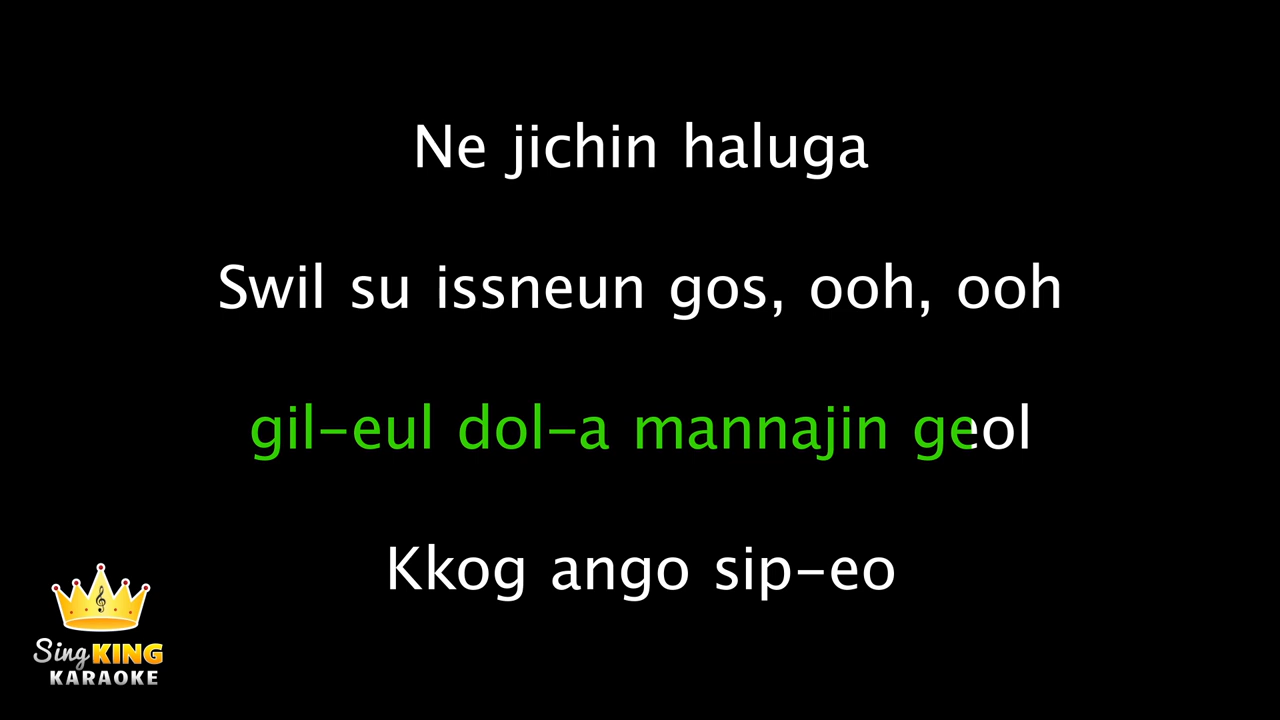 Ne jichin haluga
Swil su issneun gos, ooh, ooh
gil-eul dol-a mannajin geol
Kkog ango sip-eo
Sing KING
KARAOKE